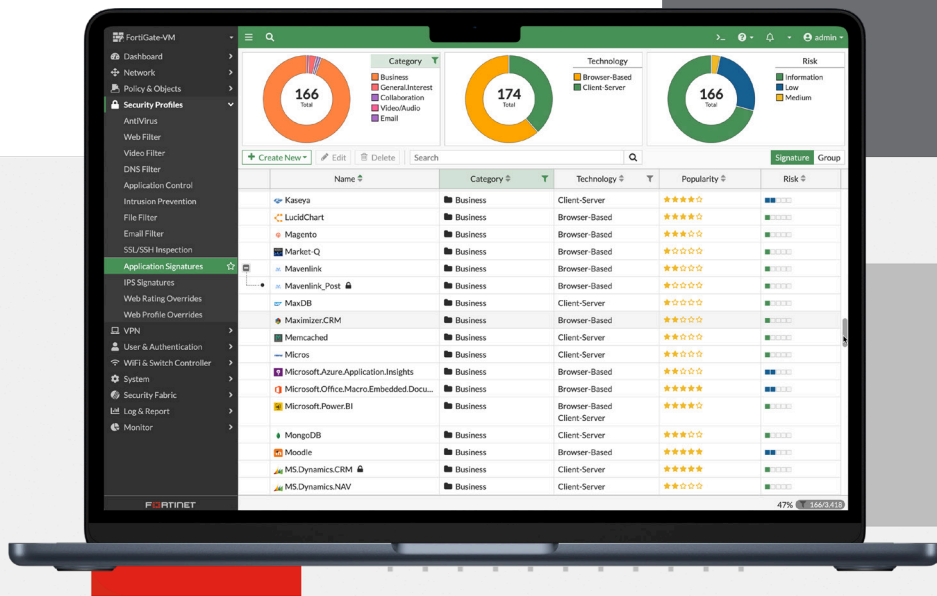 FortiGate-VM
>_
admin
Dashboard
Network
Policy & Objects
Security Profiles
AntiVirus
Web Filter
Video Filter
DNS Filter
Application Control
Intrusion Prevention
File Filter
Email Filter
SSL/SSH Inspection
Application Signatures
IPS Signatures
Web Rating Overrides
Web Profile Overrides
VPN
User & Authentication
WiFi & Switch Controller
System
Security Fabric
Log & Report
Monitor
FORTINET
166
Total
Category
Business
General.Interest
Collaboration
Video/Audio
Email
174
Total
Technology
Browser-Based
Client-Server
166
Total
Risk
Information
Low
Medium
+ Create New Edit Delete Search Signature Group
Name Category Technology Popularity Risk
Kaseya Business Client-Server
LucidChart Business Browser-Based
Magento Business Browser-Based
Market-Q Business Browser-Based
Mavenlink Business Browser-Based
Mavenlink_Post Business Browser-Based
MaxDB Business Client-Server
Maximizer.CRM Business Browser-Based
Memcached Business Client-Server
Micros Business Client-Server
Microsoft.Azure.Application.Insights Business Browser-Based
Microsoft.Office.Macro.Embedded.Docu... Business Browser-Based
Microsoft.Power.BI Business Browser-Based
Client-Server
MongoDB Business Client-Server
Moodle Business Browser-Based
MS.Dynamics.CRM Business Client-Server
MS.Dynamics.NAV Business Client-Server
47% 166/3,418